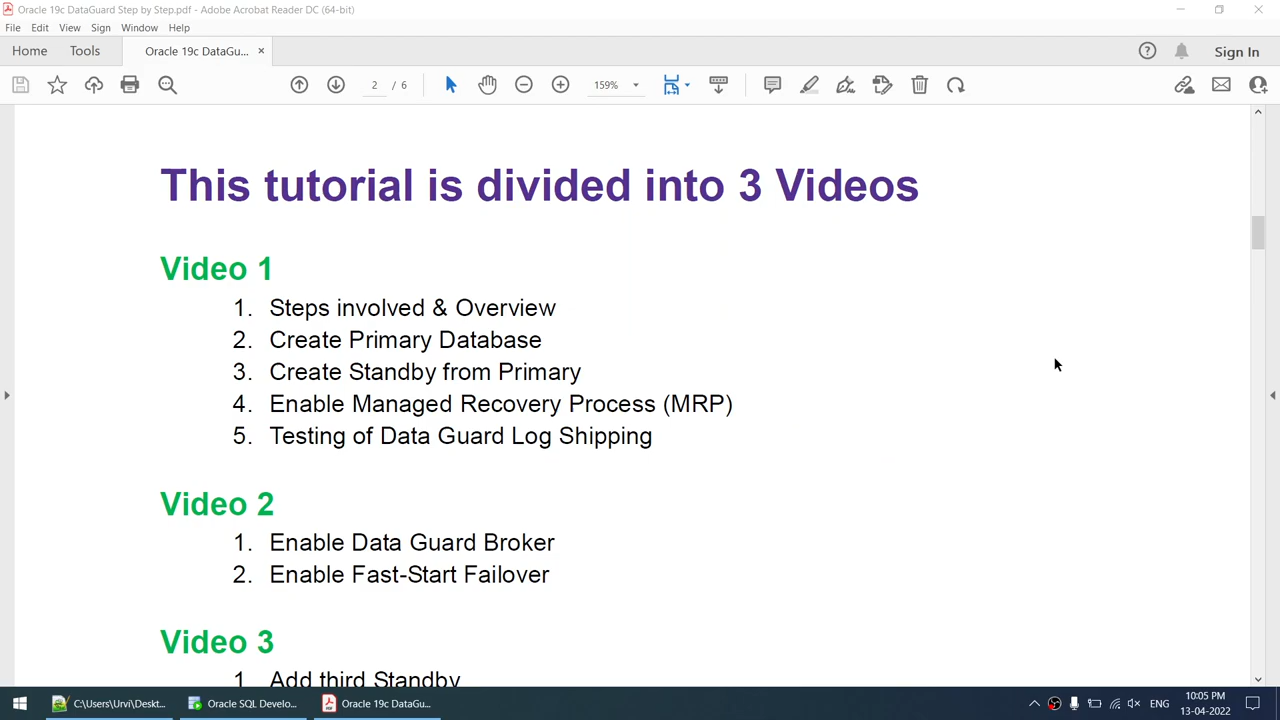 Oracle 19c DataGuard Step by Step.pdf - Adobe Acrobat Reader DC (64-bit)
File Edit View Sign Window Help
Home Tools Oracle 19c DataGu... × Sign In
2 / 6 159%
This tutorial is divided into 3 Videos
Video 1
1. Steps involved & Overview
2. Create Primary Database
3. Create Standby from Primary
4. Enable Managed Recovery Process (MRP)
5. Testing of Data Guard Log Shipping
Video 2
1. Enable Data Guard Broker
2. Enable Fast-Start Failover
Video 3
1. Add third Standby
C:\Users\Urvi\Deskt... Oracle SQL Develo... Oracle 19c DataGu... ENG 10:05 PM
13-04-2022